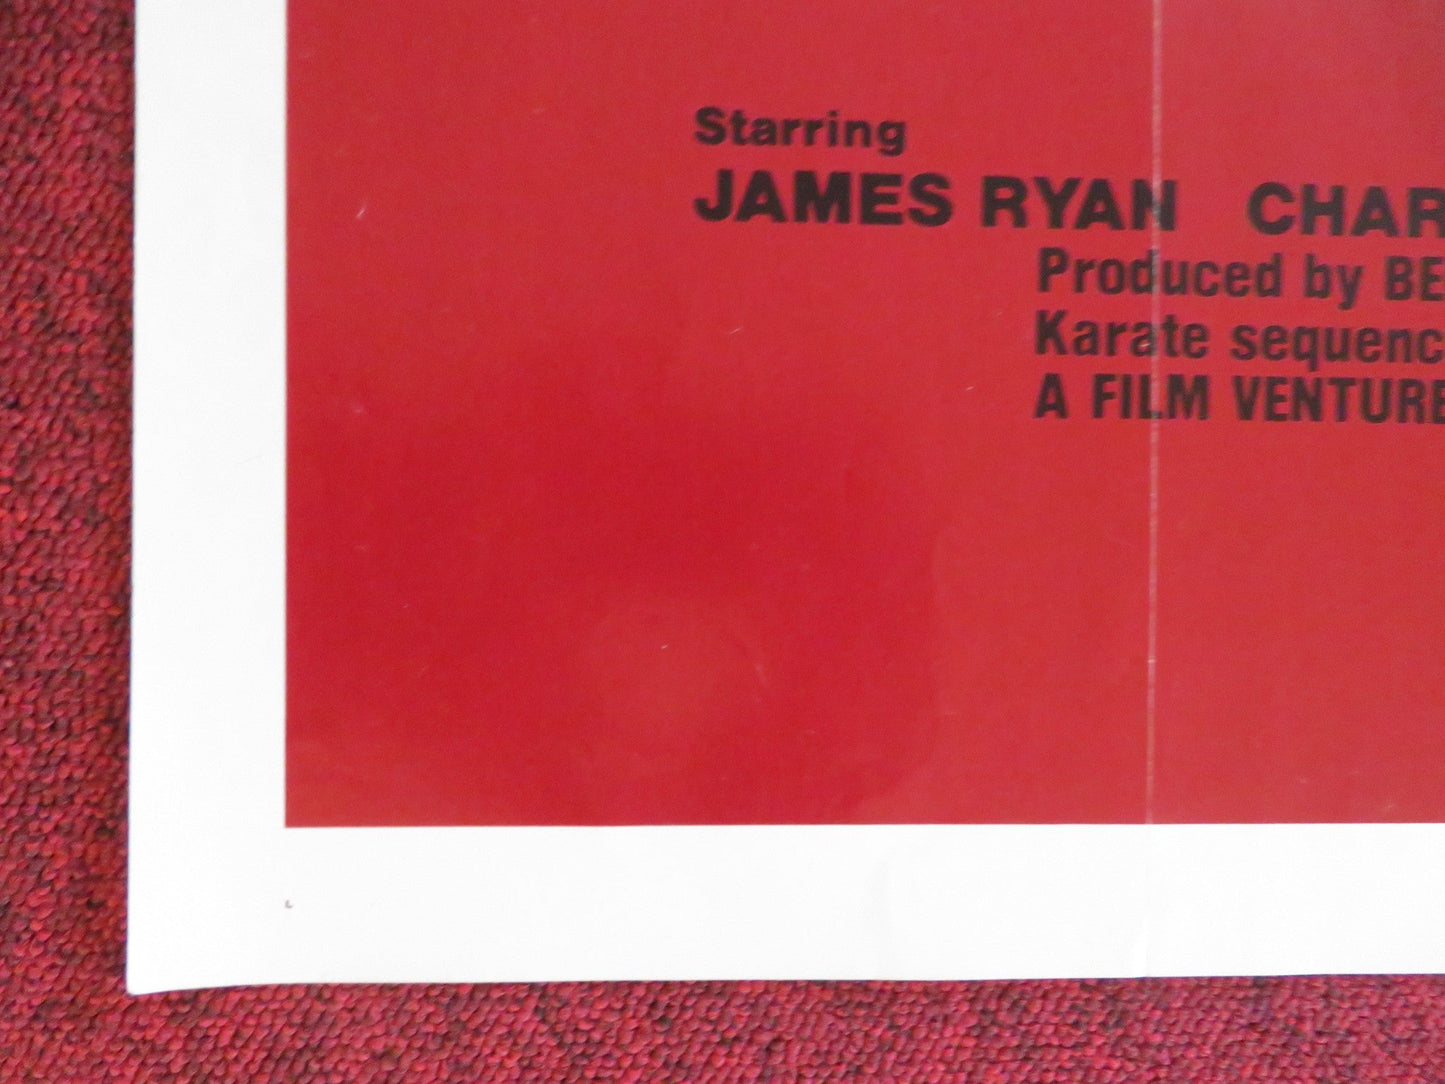 Starring
JAMES RYAN CHAR
Produced by BE
Karate sequenc
A FILM VENTURE